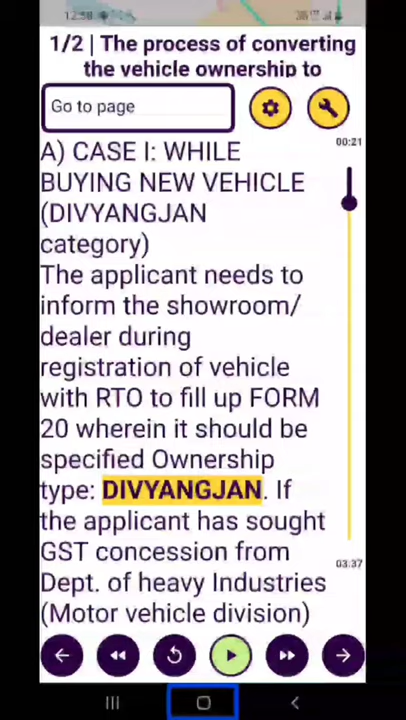 12:58
1/2 | The process of converting
the vehicle ownership to
Go to page
00:21
A) CASE I: WHILE
BUYING NEW VEHICLE
(DIVYANGJAN
category)
The applicant needs to
inform the showroom/
dealer during
registration of vehicle
with RTO to fill up FORM
20 wherein it should be
specified Ownership
type: DIVYANGJAN. If
the applicant has sought
GST concession from
03:37
Dept. of heavy Industries
(Motor vehicle division)